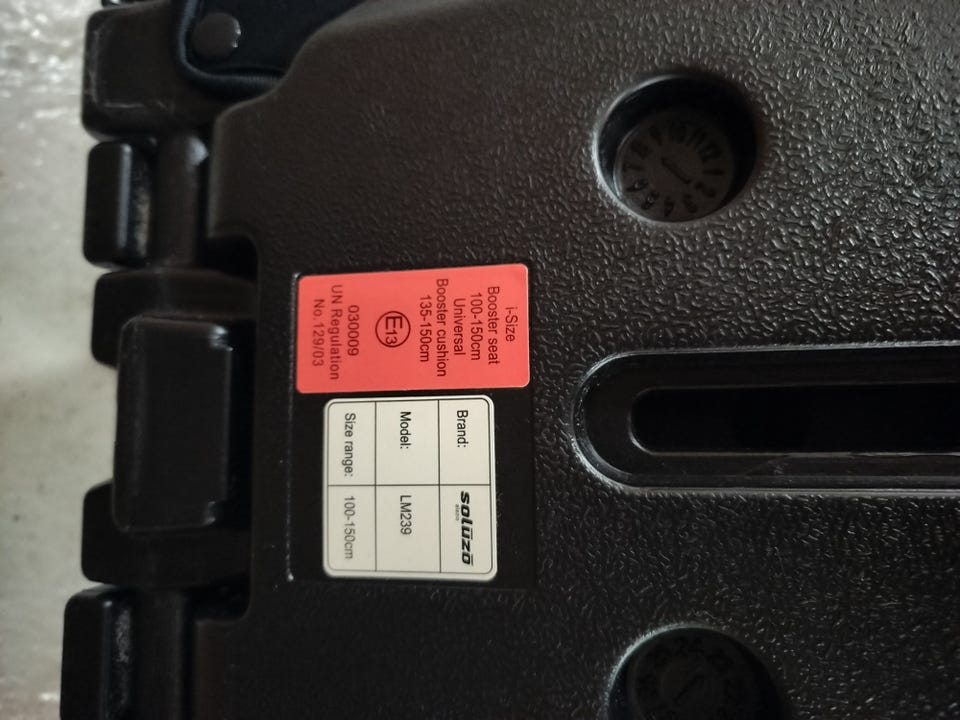 i-Size
Booster seat
100-150cm
Universal
Booster cushion
135-150cm
E13
030009
UN Regulation
No.129/03
Brand: solūzō
Model: LM239
Size range: 100-150cm